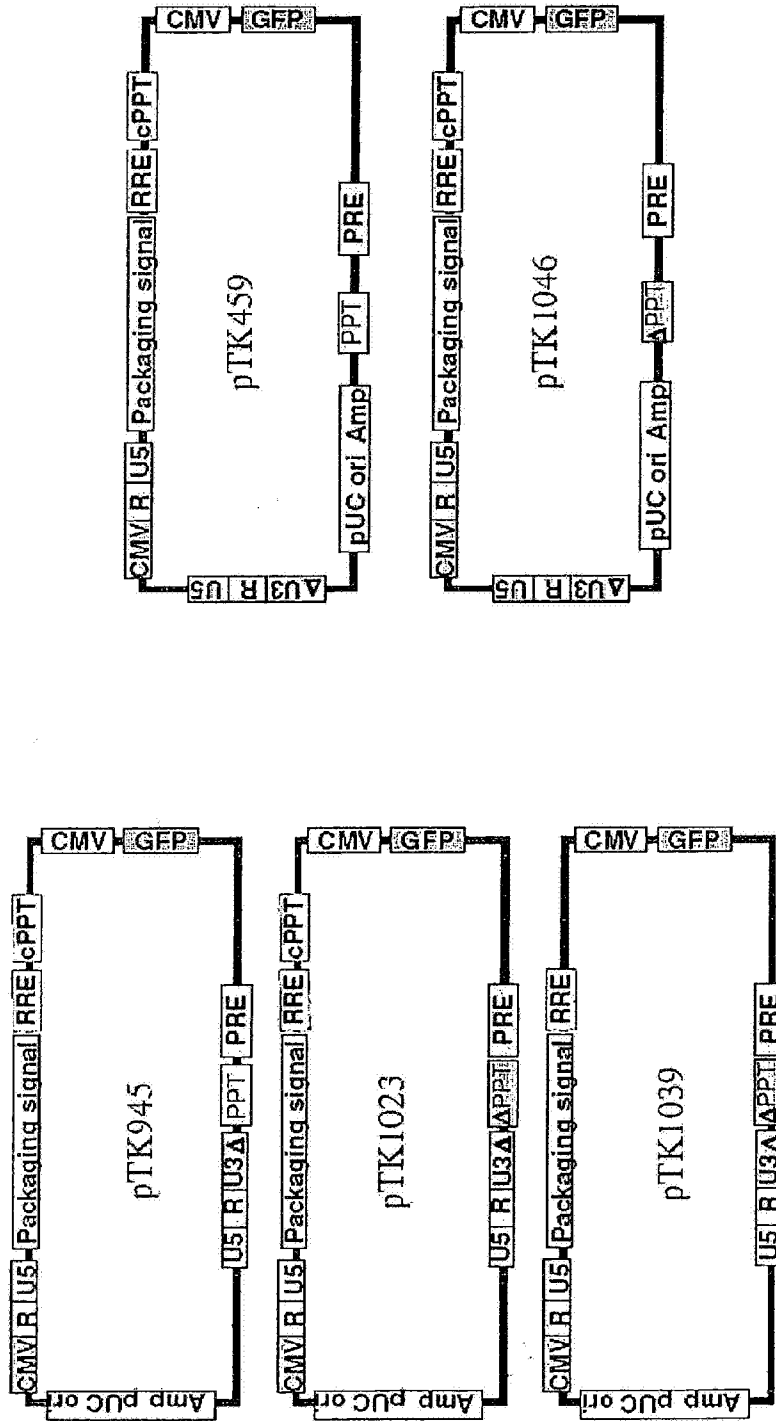 CMV R U5 Packaging signal RRE cPPT
CMV GFP
pTK945
Amp pUC ori
U5 R U3Δ PPT PRE
CMV R U5 Packaging signal RRE cPPT
CMV GFP
pTK1023
Amp pUC ori
U5 R U3Δ ΔPPT PRE
CMV R U5 Packaging signal RRE
CMV GFP
pTK1039
Amp pUC ori
U5 R U3Δ ΔPPT PRE
CMV R U5 Packaging signal RRE cPPT
CMV GFP
pTK459
ΔU3 R U5
pUC ori Amp PPT PRE
CMV R U5 Packaging signal RRE cPPT
CMV GFP
pTK1046
ΔU3 R U5
pUC ori Amp ΔPPT PRE